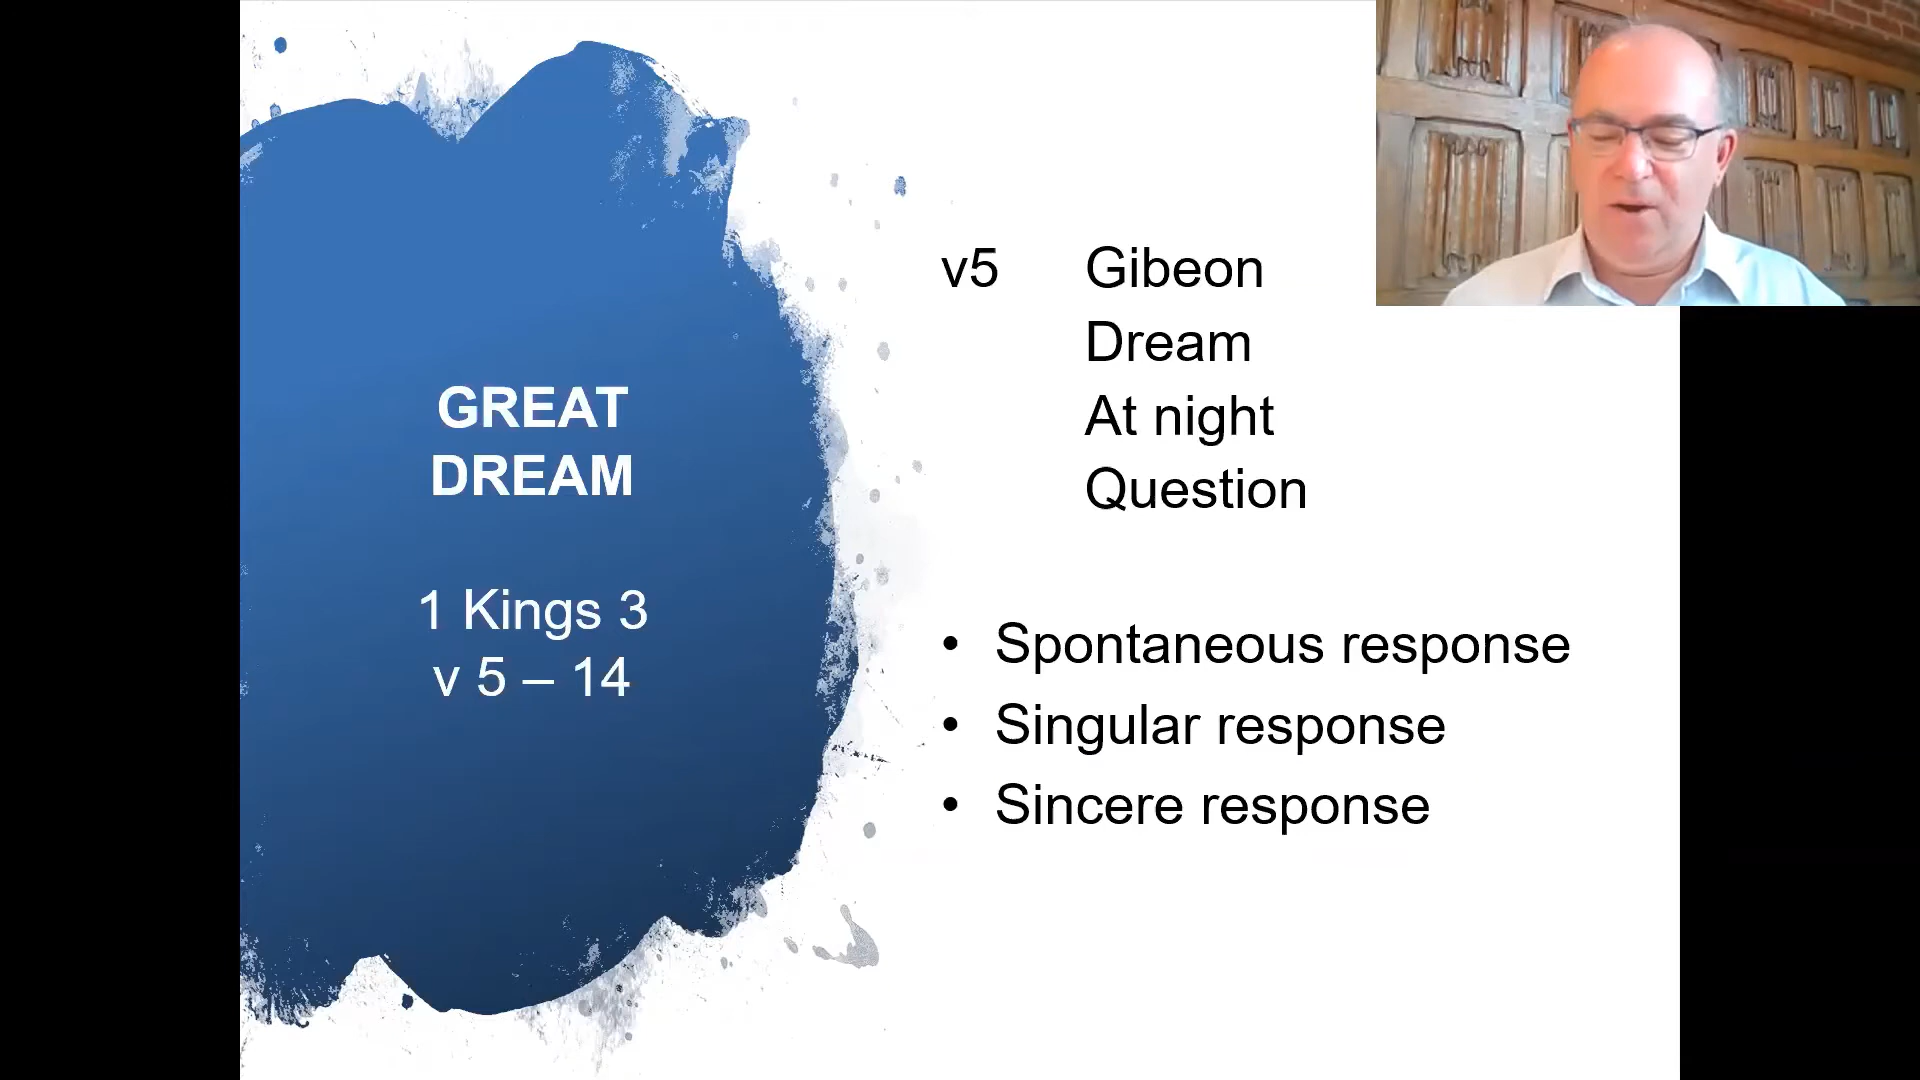 GREAT
DREAM
1 Kings 3
v 5 – 14
v5 Gibeon
Dream
At night
Question
• Spontaneous response
• Singular response
• Sincere response